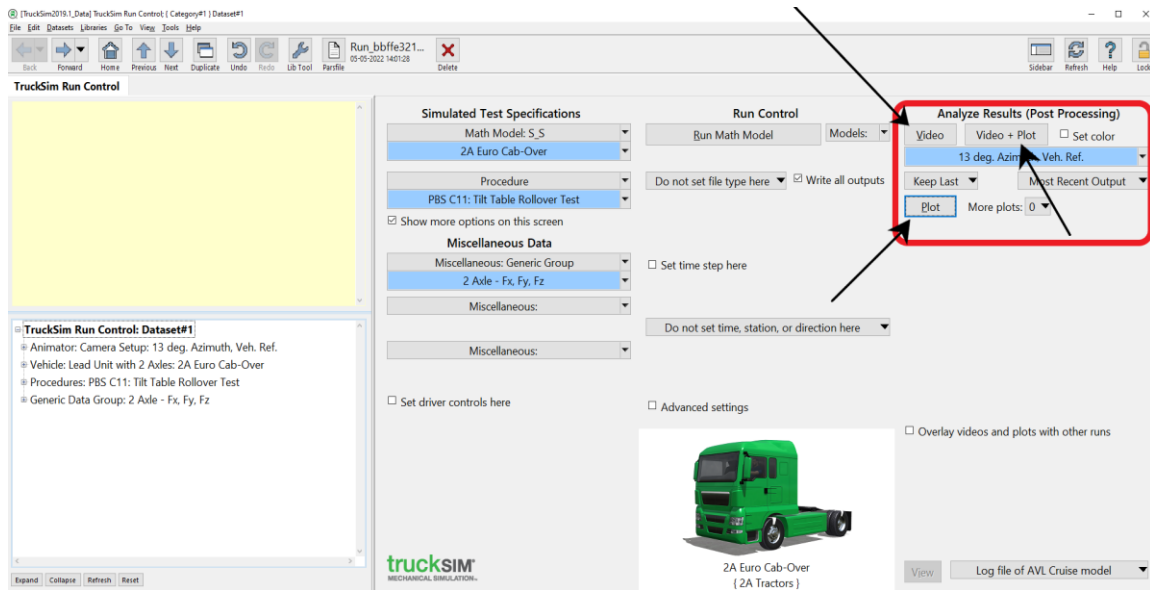 [TruckSim2019.1_Data] TruckSim Run Control; { Category#1 } Dataset#1
File Edit Datasets Libraries Go To View Tools Help
Back Forward Home Previous Next Duplicate Undo Redo Lib Tool Parsfile
Run_bbffe321...
05-05-2022 14:01:28
Delete
Sidebar Refresh Help Lock
TruckSim Run Control
TruckSim Run Control: Dataset#1
Animator: Camera Setup: 13 deg. Azimuth, Veh. Ref.
Vehicle: Lead Unit with 2 Axles: 2A Euro Cab-Over
Procedures: PBS C11: Tilt Table Rollover Test
Generic Data Group: 2 Axle - Fx, Fy, Fz
Expand Collapse Refresh Reset
Simulated Test Specifications
Math Model: S_S
2A Euro Cab-Over
Procedure
PBS C11: Tilt Table Rollover Test
Show more options on this screen
Miscellaneous Data
Miscellaneous: Generic Group
2 Axle - Fx, Fy, Fz
Miscellaneous:
Miscellaneous:
Set driver controls here
truckSIM
MECHANICAL SIMULATION
Run Control
Run Math Model Models:
Do not set file type here Write all outputs
Set time step here
Do not set time, station, or direction here
Advanced settings
2A Euro Cab-Over
{ 2A Tractors }
Analyze Results (Post Processing)
Video Video + Plot Set color
13 deg. Azimuth, Veh. Ref.
Keep Last Most Recent Output
Plot More plots: 0
Overlay videos and plots with other runs
View Log file of AVL Cruise model